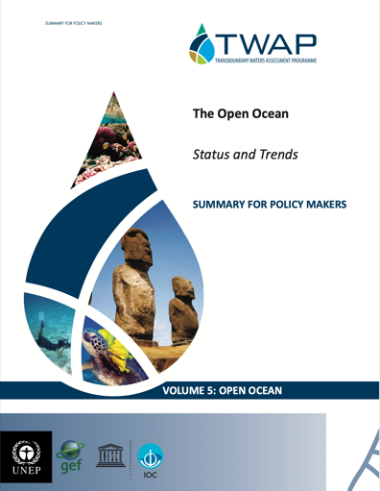 SUMMARY FOR POLICY MAKERS
TWAP
TRANSBOUNDARY WATERS ASSESSMENT PROGRAMME
The Open Ocean
Status and Trends
SUMMARY FOR POLICY MAKERS
VOLUME 5: OPEN OCEAN
UNEP
gef
IOC